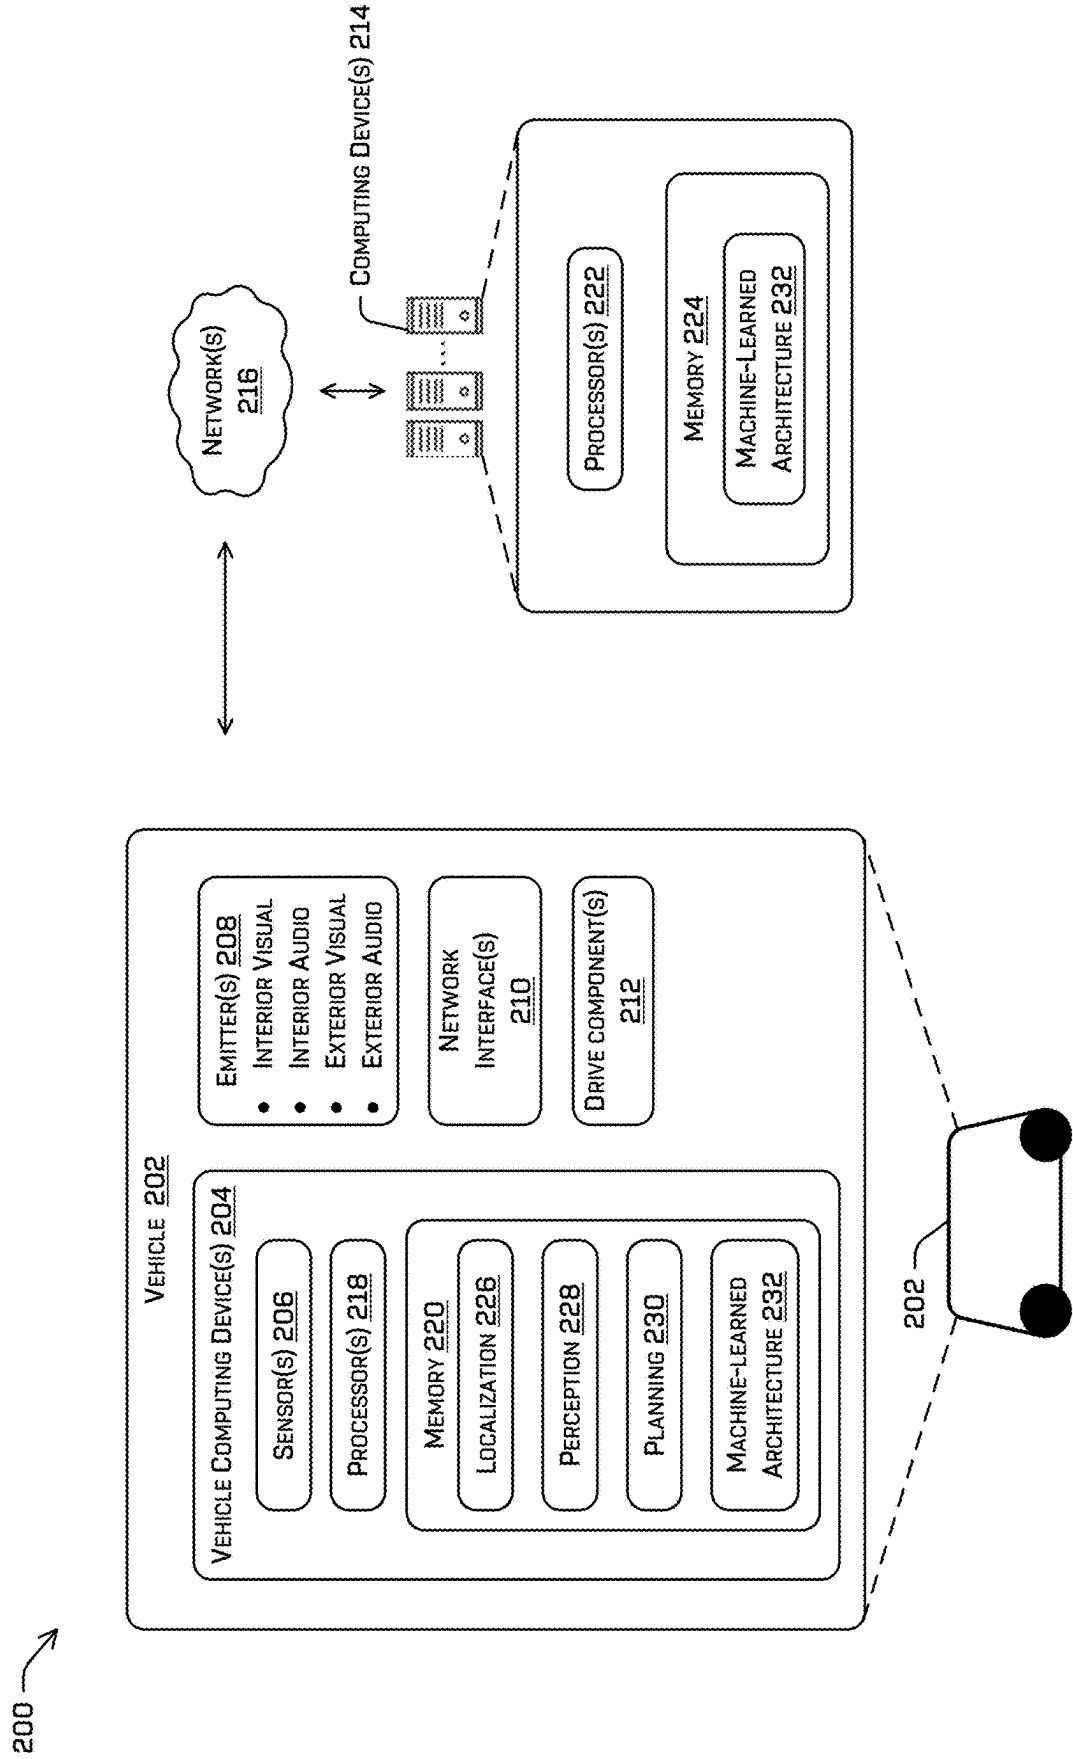 200
VEHICLE 202
VEHICLE COMPUTING DEVICE(S) 204
SENSOR(S) 206
PROCESSOR(S) 218
MEMORY 220
LOCALIZATION 226
PERCEPTION 228
PLANNING 230
MACHINE-LEARNED
ARCHITECTURE 232
EMITTER(S) 208
• INTERIOR VISUAL
• INTERIOR AUDIO
• EXTERIOR VISUAL
• EXTERIOR AUDIO
NETWORK
INTERFACE(S)
210
DRIVE COMPONENT(S)
212
202
NETWORK(S)
216
COMPUTING DEVICE(S) 214
PROCESSOR(S) 222
MEMORY 224
MACHINE-LEARNED
ARCHITECTURE 232